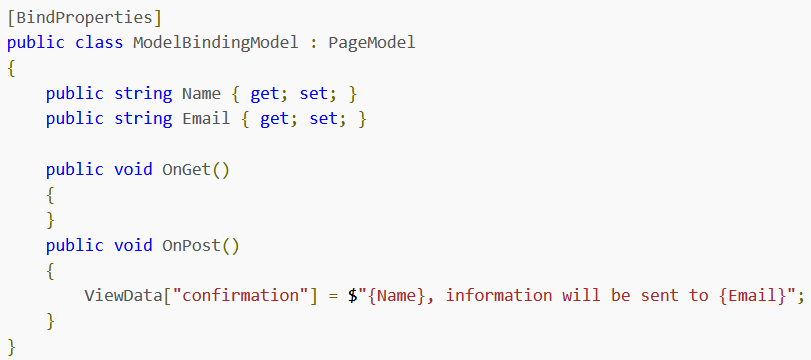 [BindProperties]
public class ModelBindingModel : PageModel
{
    public string Name { get; set; }
    public string Email { get; set; }

    public void OnGet()
    {
    }
    public void OnPost()
    {
        ViewData["confirmation"] = $"{Name}, information will be sent to {Email}";
    }
}